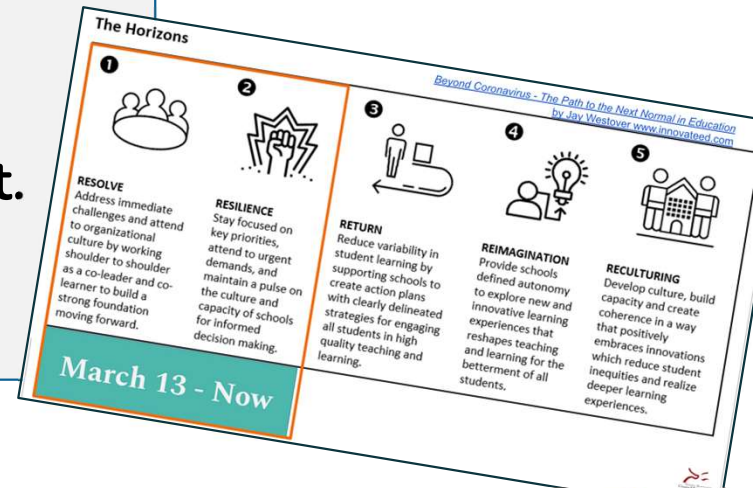 t.
The Horizons
Beyond Coronavirus - The Path to the Next Normal in Education
by Jay Westover www.innovateed.com
1
RESOLVE
Address immediate
challenges and attend
to organizational
culture by working
shoulder to shoulder
as a co-leader and co-
learner to build a
strong foundation
moving forward.
2
RESILIENCE
Stay focused on
key priorities,
attend to urgent
demands, and
maintain a pulse on
the culture and
capacity of schools
for informed
decision making.
3
RETURN
Reduce variability in
student learning by
supporting schools to
create action plans
with clearly delineated
strategies for engaging
all students in high
quality teaching and
learning.
4
REIMAGINATION
Provide schools
defined autonomy
to explore new and
innovative learning
experiences that
reshapes teaching
and learning for the
betterment of all
students.
5
RECULTURING
Develop culture, build
capacity and create
coherence in a way
that positively
embraces innovations
which reduce student
inequities and realize
deeper learning
experiences.
March 13 - Now